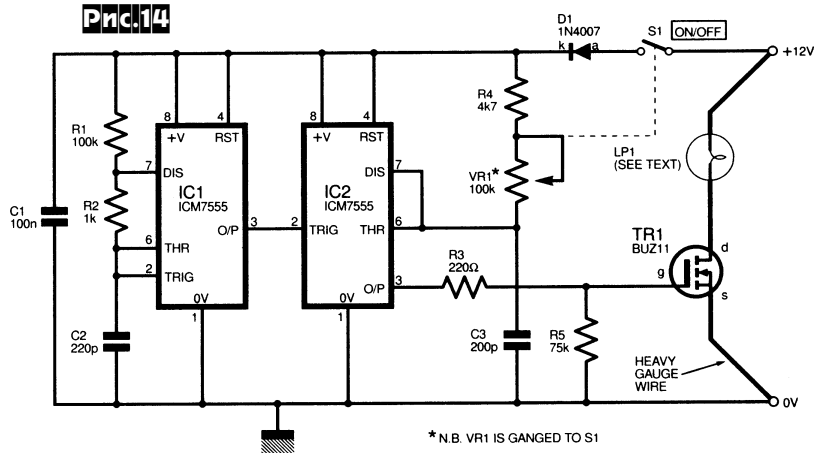 Рис.14
D1
1N4007
k
a
S1
ON/OFF
+12V
8
4
8
4
R4
4k7
R1
100k
+V
RST
+V
RST
LP1
(SEE TEXT)
7
DIS
DIS
7
VR1*
100k
IC1
ICM7555
IC2
ICM7555
R2
1k
C1
100n
O/P
3
2
TRIG
THR
6
TR1
BUZ11
6
THR
R3
220Ω
d
2
TRIG
g
O/P
3
s
0V
0V
C2
220p
1
1
C3
200p
R5
75k
HEAVY
GAUGE
WIRE
0V
* N.B. VR1 IS GANGED TO S1